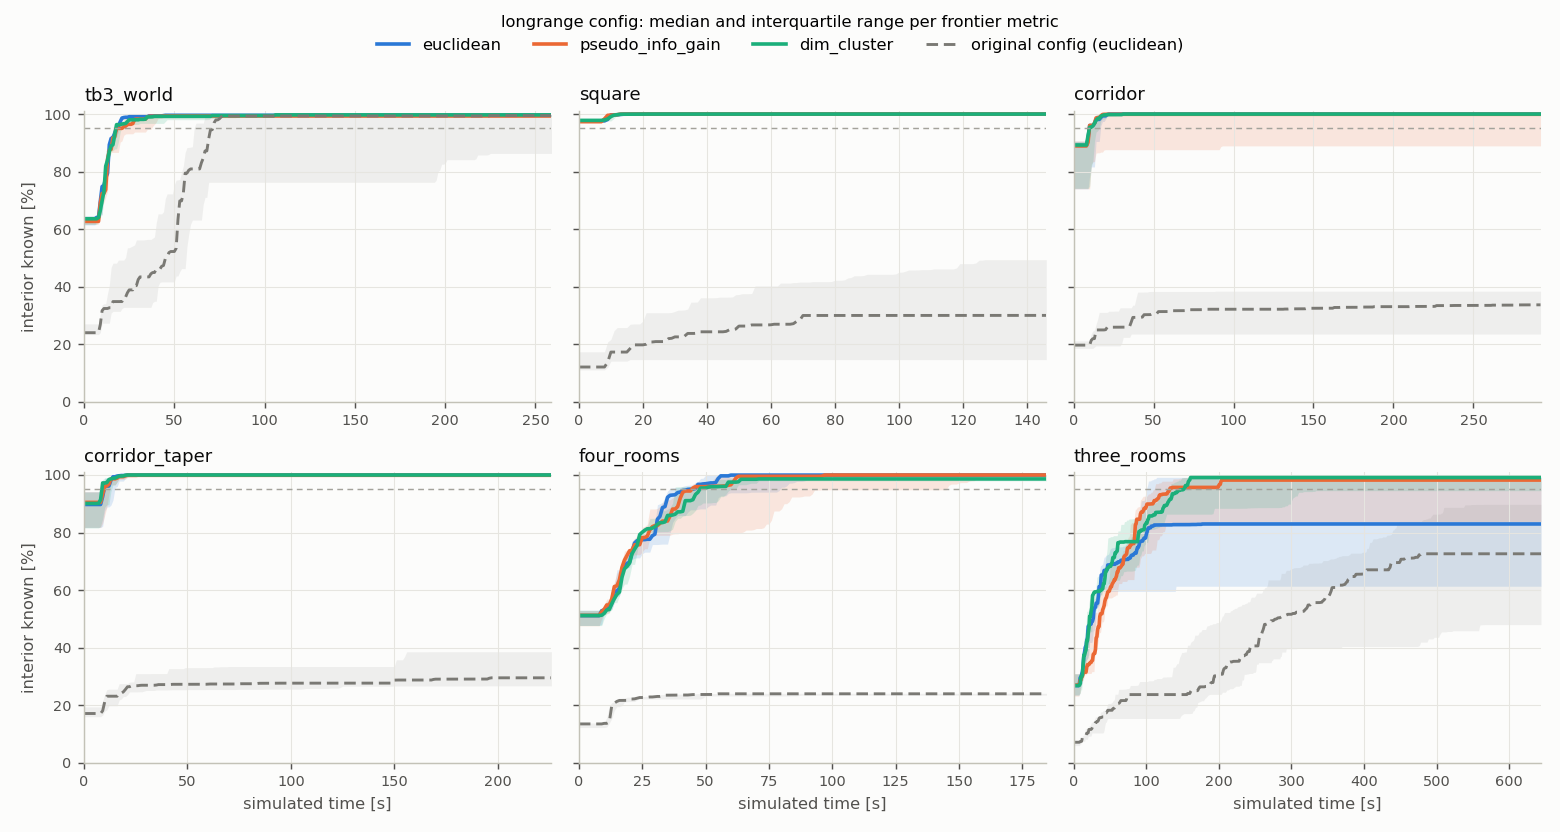 longrange config: median and interquartile range per frontier metric
euclidean pseudo_info_gain dim_cluster original config (euclidean)
tb3_world square corridor
interior known [%]
100
80
60
40
20
0
0 50 100 150 200 250
0 20 40 60 80 100 120 140
0 50 100 150 200 250
corridor_taper four_rooms three_rooms
interior known [%]
100
80
60
40
20
0
0 50 100 150 200
0 25 50 75 100 125 150 175
0 100 200 300 400 500 600
simulated time [s] simulated time [s] simulated time [s]